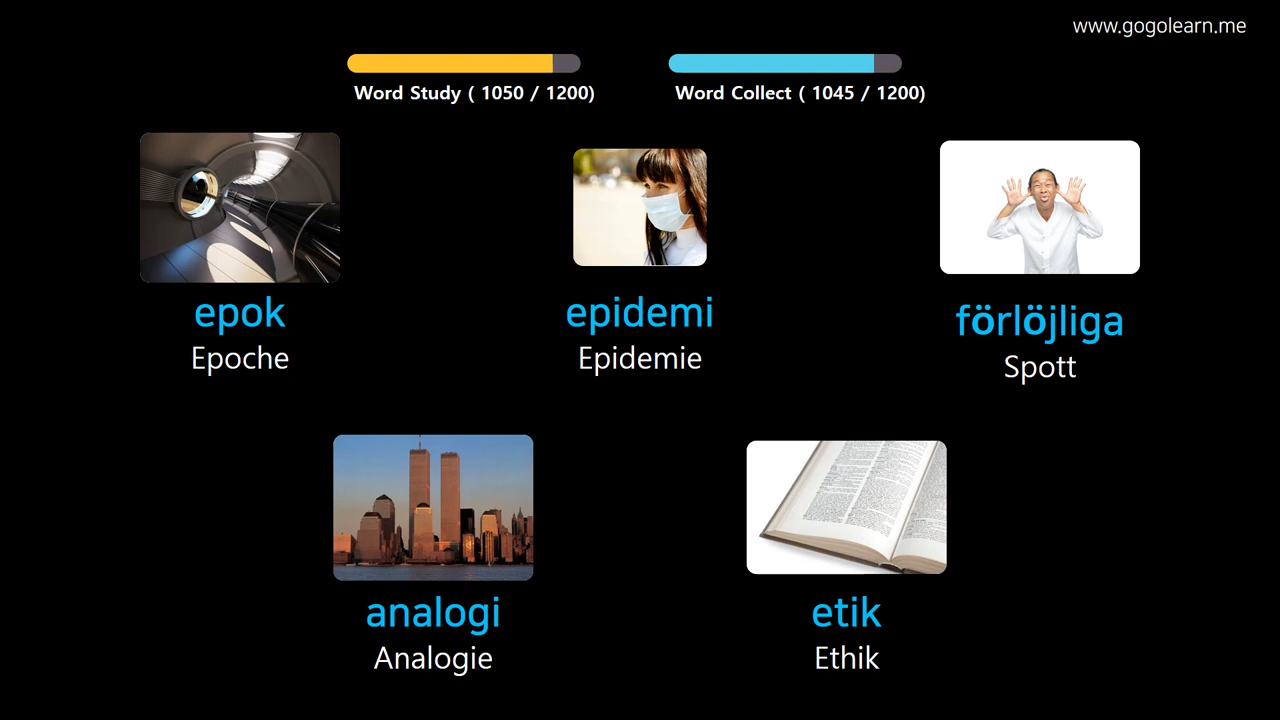 www.gogolearn.me
Word Study ( 1050 / 1200)
Word Collect ( 1045 / 1200)
epok
Epoche
epidemi
Epidemie
förlöjliga
Spott
analogi
Analogie
etik
Ethik